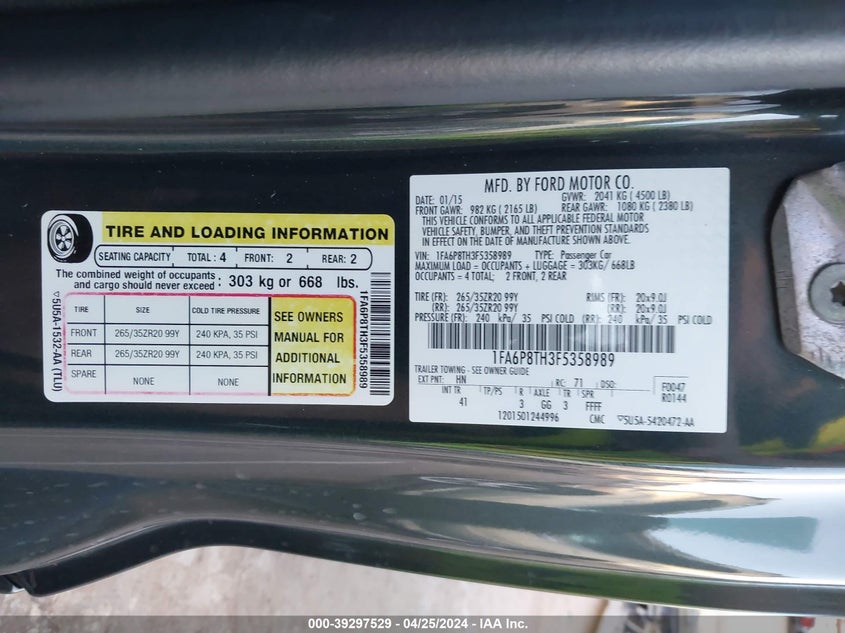 TIRE AND LOADING INFORMATION
SEATING CAPACITY TOTAL : 4 FRONT: 2 REAR: 2
The combined weight of occupants and cargo should never exceed : 303 kg or 668 lbs.
TIRE SIZE COLD TIRE PRESSURE
FRONT 265/35ZR20 99Y 240 KPA, 35 PSI
REAR 265/35ZR20 99Y 240 KPA, 35 PSI
SPARE NONE NONE
SEE OWNERS
MANUAL FOR
ADDITIONAL
INFORMATION
5U5A-1532-AA (TLU)
1FA6P8TH3F5358989
MFD. BY FORD MOTOR CO.
DATE: 01/15 GVWR: 2041 KG ( 4500 LB)
FRONT GAWR: 982 KG ( 2165 LB) REAR GAWR: 1080 KG ( 2380 LB)
THIS VEHICLE CONFORMS TO ALL APPLICABLE FEDERAL MOTOR
VEHICLE SAFETY, BUMPER, AND THEFT PREVENTION STANDARDS
IN EFFECT ON THE DATE OF MANUFACTURE SHOWN ABOVE.
VIN: 1FA6P8TH3F5358989 TYPE: Passenger Car
MAXIMUM LOAD = OCCUPANTS + LUGGAGE = 303KG/ 668LB
OCCUPANTS = 4 TOTAL; 2 FRONT, 2 REAR
TIRE (FR): 265/35ZR20 99Y RIMS (FR): 20x9.0J
(RR): 265/35ZR20 99Y (RR): 20x9.0J
PRESSURE (FR): 240 kPa/ 35 PSI COLD (RR): 240 kPa/ 35 PSI COLD
1FA6P8TH3F5358989
TRAILER TOWING - SEE OWNER GUIDE
EXT PNT: HN RC: 71 DSO: F0047
INT TR TP/PS R AXLE TR SPR R0144
41 3 GG 3 FFFF
1201501244996 CMC 5U5A-5420472-AA
000-39297529 - 04/25/2024 - IAA Inc.